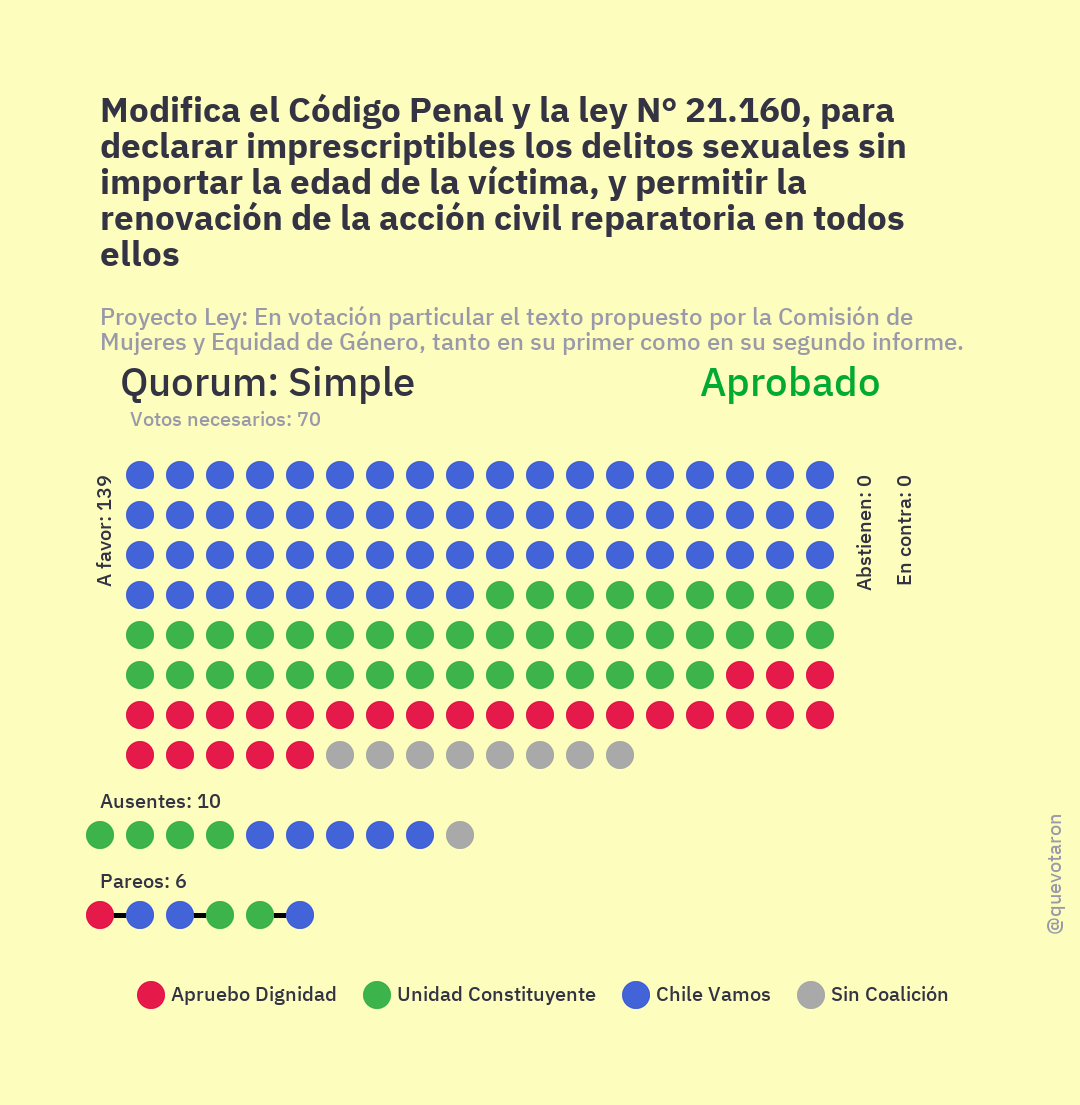 Modifica el Código Penal y la ley Nº 21.160, para
declarar imprescriptibles los delitos sexuales sin
importar la edad de la víctima, y permitir la
renovación de la acción civil reparatoria en todos
ellos
Proyecto Ley: En votación particular el texto propuesto por la Comisión de
Mujeres y Equidad de Género, tanto en su primer como en su segundo informe.
Quorum: Simple
Aprobado
Votos necesarios: 70
A favor: 139
Abstienen: 0
En contra: 0
Ausentes: 10
Pareos: 6
@quevotaron
Apruebo Dignidad
Unidad Constituyente
Chile Vamos
Sin Coalición